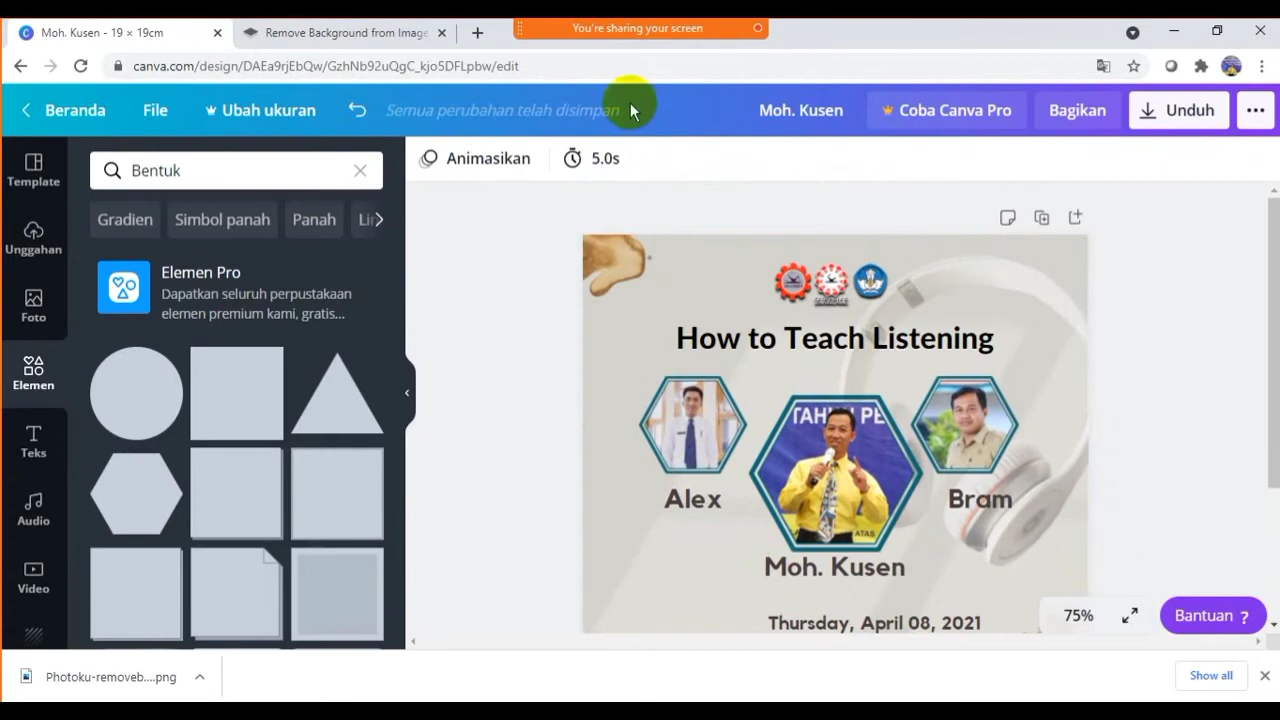 Moh. Kusen - 19 × 19cm
Remove Background from Image
You're sharing your screen
canva.com/design/DAEa9rjEbQw/GzhNb92uQgC_kjo5DFLpbw/edit
Beranda
File
Ubah ukuran
Semua perubahan telah disimpan
Moh. Kusen
Coba Canva Pro
Bagikan
Unduh
Template
Unggahan
Foto
Elemen
Teks
Audio
Video
Bentuk
Gradien
Simbol panah
Panah
Lin
Elemen Pro
Dapatkan seluruh perpustakaan
elemen premium kami, gratis...
Animasikan
5.0s
How to Teach Listening
TAHUN PE
ATAS
Alex
Bram
Moh. Kusen
Thursday, April 08, 2021
75%
Bantuan ?
Photoku-removeb....png
Show all